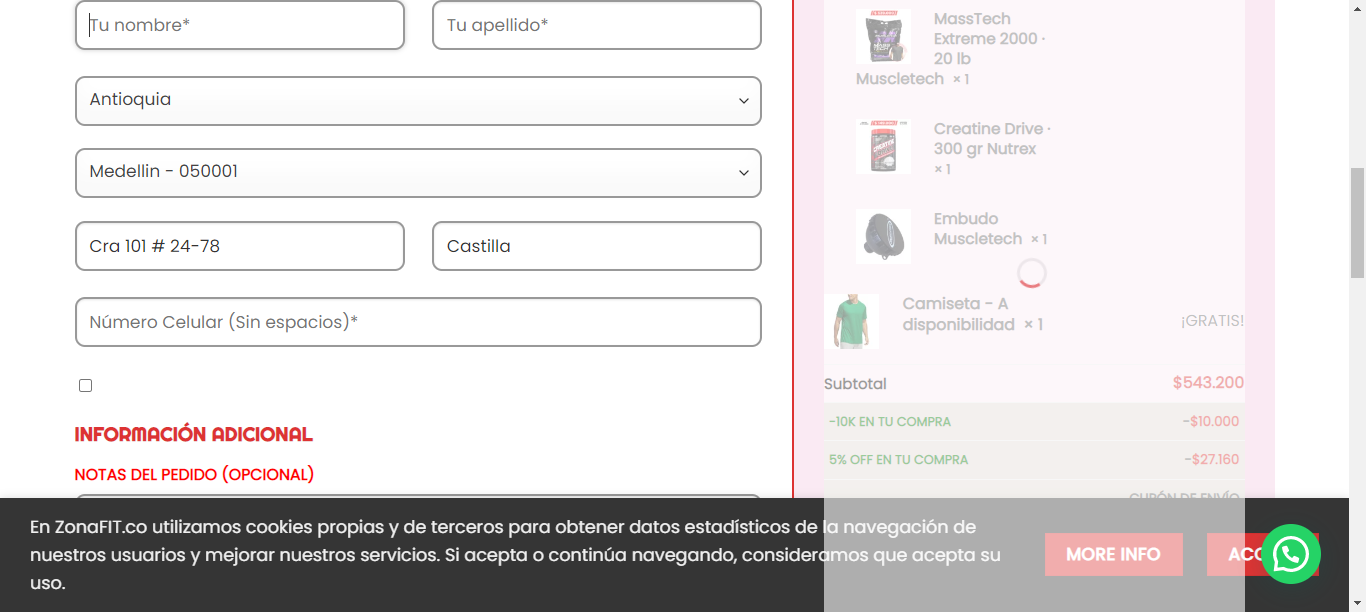 Tu nombre*
Tu apellido*
Antioquia
Medellin - 050001
Cra 101 # 24-78
Castilla
Número Celular (Sin espacios)*
INFORMACIÓN ADICIONAL
NOTAS DEL PEDIDO (OPCIONAL)
MassTech
Extreme 2000 ·
20 lb
Muscletech × 1
Creatine Drive ·
300 gr Nutrex
× 1
Embudo
Muscletech × 1
Camiseta - A
disponibilidad × 1
¡GRATIS!
Subtotal
$543.200
-10K EN TU COMPRA
-$10.000
5% OFF EN TU COMPRA
-$27.160
CUPÓN DE ENVÍO
En ZonaFIT.co utilizamos cookies propias y de terceros para obtener datos estadísticos de la navegación de
nuestros usuarios y mejorar nuestros servicios. Si acepta o continúa navegando, consideramos que acepta su
uso.
MORE INFO